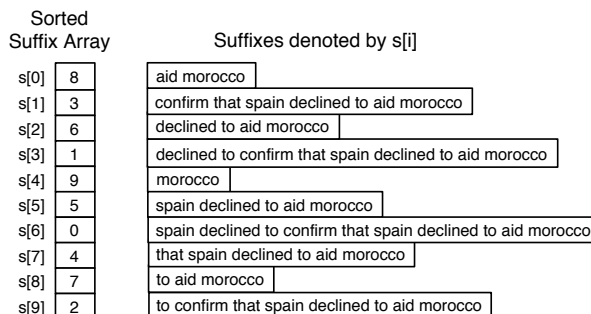 Sorted
Suffix Array
Suffixes denoted by s[i]
s[0] 8 aid morocco
s[1] 3 confirm that spain declined to aid morocco
s[2] 6 declined to aid morocco
s[3] 1 declined to confirm that spain declined to aid morocco
s[4] 9 morocco
s[5] 5 spain declined to aid morocco
s[6] 0 spain declined to confirm that spain declined to aid morocco
s[7] 4 that spain declined to aid morocco
s[8] 7 to aid morocco
s[9] 2 to confirm that spain declined to aid morocco